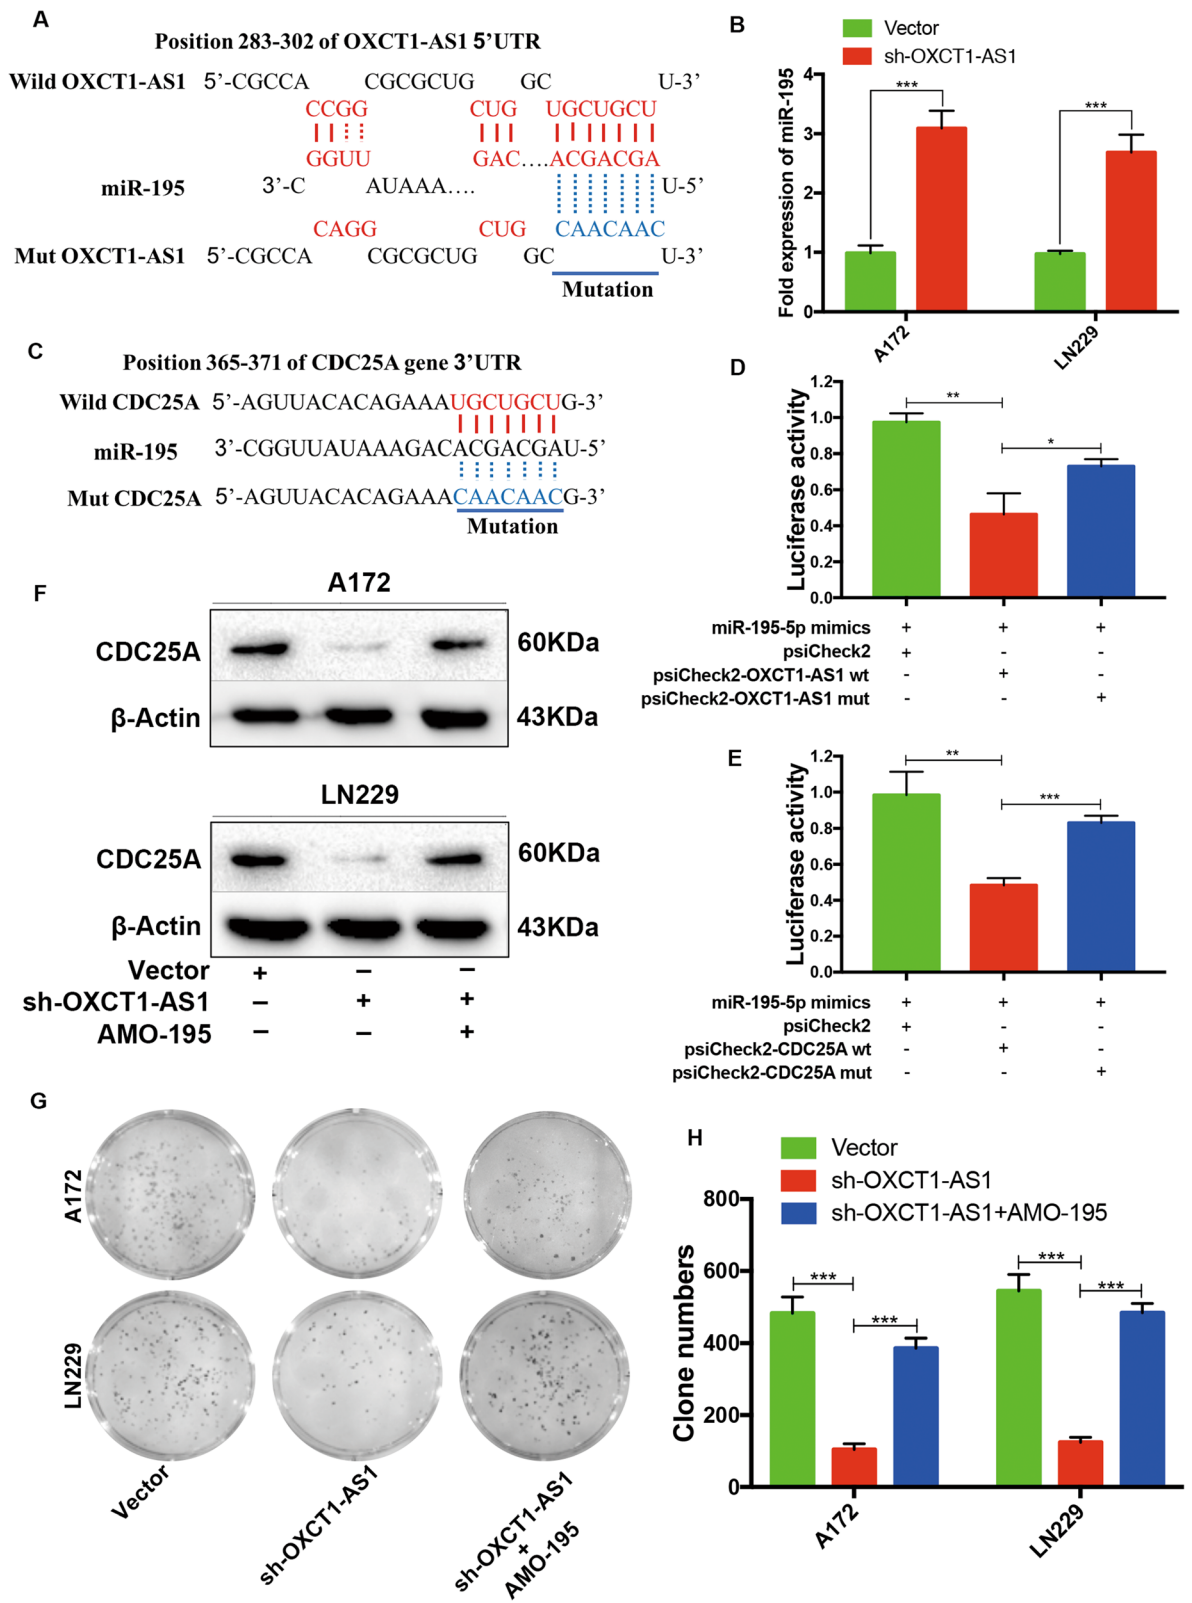 A
Position 283-302 of OXCT1-AS1 5’UTR
Wild OXCT1-AS1 5’-CGCCA CGCGCUG GC U-3’
CCGG CUG UGCUGCU
GGUU GAC....ACGACGA
miR-195 3’-C AUAAA.... U-5’
CAGG CUG CAACAAC
Mut OXCT1-AS1 5’-CGCCA CGCGCUG GC U-3’
Mutation
B
Vector
sh-OXCT1-AS1
Fold expression of miR-195
4
3
2
1
0
***
***
A172
LN229
C
Position 365-371 of CDC25A gene 3’UTR
Wild CDC25A 5’-AGUUACACAGAAAUGCUGCUG-3’
miR-195 3’-CGGUUAUAAAGACACGACGAU-5’
Mut CDC25A 5’-AGUUACACAGAAACAACAACG-3’
Mutation
D
Luciferase activity
1.2
1.0
0.8
0.6
0.4
0.2
0.0
**
*
miR-195-5p mimics + + +
psiCheck2 + - -
psiCheck2-OXCT1-AS1 wt - + -
psiCheck2-OXCT1-AS1 mut - - +
E
Luciferase activity
1.2
1.0
0.8
0.6
0.4
0.2
0.0
**
***
miR-195-5p mimics + + +
psiCheck2 + - -
psiCheck2-CDC25A wt - + -
psiCheck2-CDC25A mut - - +
F
A172
CDC25A 60KDa
β-Actin 43KDa
LN229
CDC25A 60KDa
β-Actin 43KDa
Vector + − −
sh-OXCT1-AS1 − + +
AMO-195 − − +
G
A172
LN229
Vector
sh-OXCT1-AS1
sh-OXCT1-AS1
+
AMO-195
H
Vector
sh-OXCT1-AS1
sh-OXCT1-AS1+AMO-195
Clone numbers
800
600
400
200
0
***
***
***
***
A172
LN229